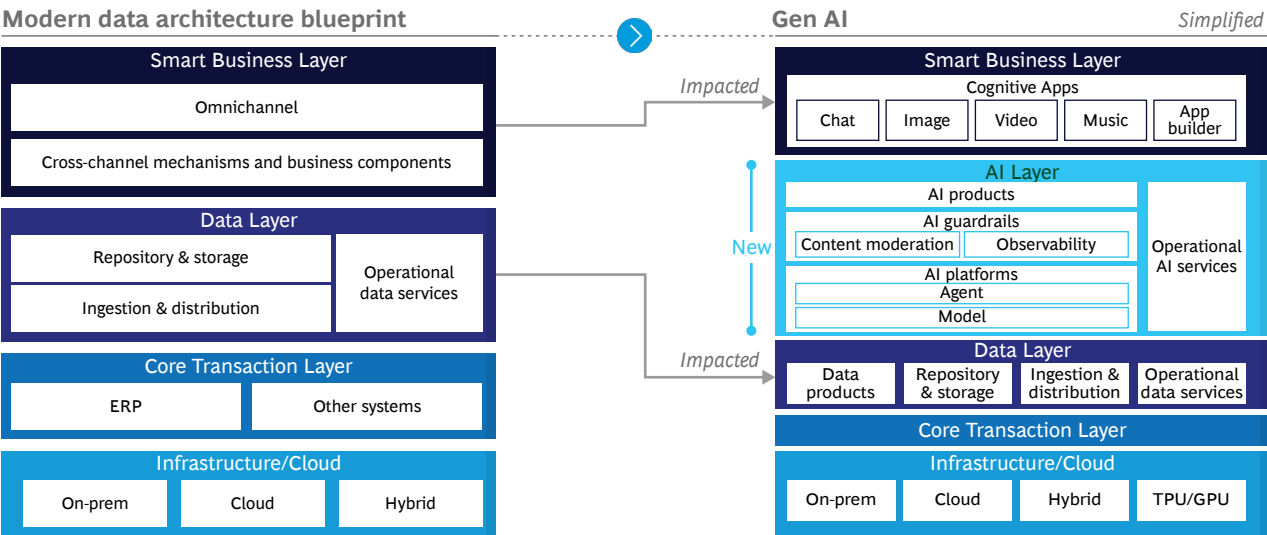 Modern data architecture blueprint
Smart Business Layer
Omnichannel
Cross-channel mechanisms and business components
Data Layer
Repository & storage
Ingestion & distribution
Operational
data services
Core Transaction Layer
ERP
Other systems
Infrastructure/Cloud
On-prem
Cloud
Hybrid
Impacted
New
Impacted
Gen AI
Simplified
Smart Business Layer
Cognitive Apps
Chat
Image
Video
Music
App
builder
AI Layer
AI products
AI guardrails
Content moderation
Observability
AI platforms
Agent
Model
Operational
AI services
Data Layer
Data
products
Repository
& storage
Ingestion &
distribution
Operational
data services
Core Transaction Layer
Infrastructure/Cloud
On-prem
Cloud
Hybrid
TPU/GPU